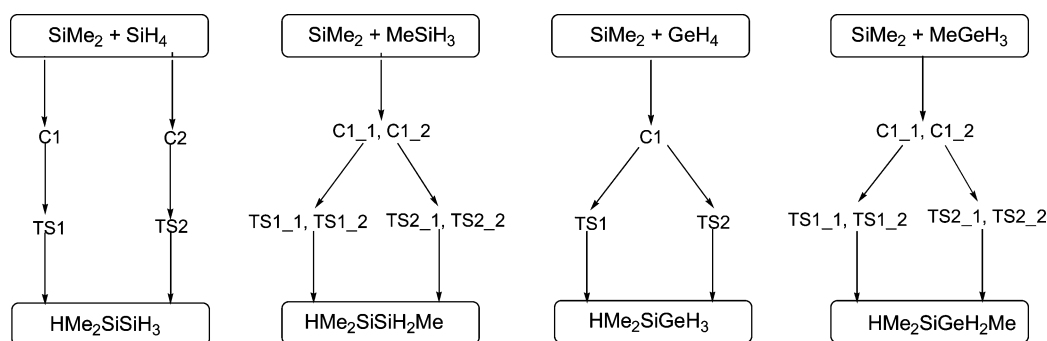 SiMe₂ + SiH₄
SiMe₂ + MeSiH₃
SiMe₂ + GeH₄
SiMe₂ + MeGeH₃
C1
C2
C1_1, C1_2
C1
C1_1, C1_2
TS1
TS2
TS1_1, TS1_2
TS2_1, TS2_2
TS1
TS2
TS1_1, TS1_2
TS2_1, TS2_2
HMe₂SiSiH₃
HMe₂SiSiH₂Me
HMe₂SiGeH₃
HMe₂SiGeH₂Me